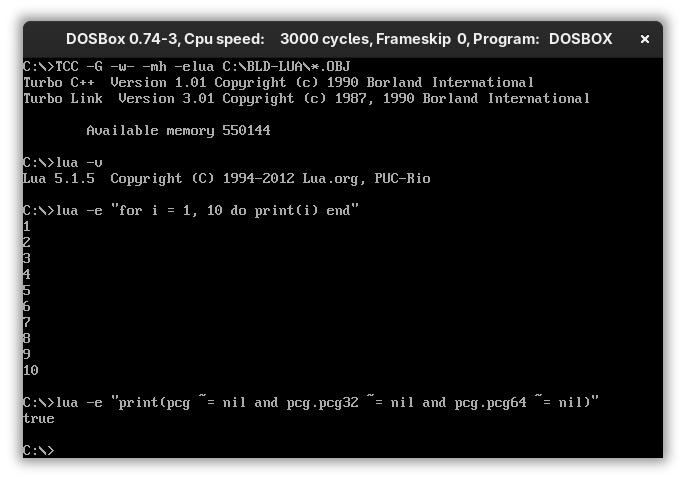 DOSBox 0.74-3, Cpu speed: 3000 cycles, Frameskip 0, Program: DOSBOX ×
C:\>TCC -G -w- -mh -elua C:\BLD-LUA\*.OBJ
Turbo C++ Version 1.01 Copyright (c) 1990 Borland International
Turbo Link Version 3.01 Copyright (c) 1987, 1990 Borland International
Available memory 550144
C:\>lua -v
Lua 5.1.5 Copyright (C) 1994-2012 Lua.org, PUC-Rio
C:\>lua -e "for i = 1, 10 do print(i) end"
1
2
3
4
5
6
7
8
9
10
C:\>lua -e "print(pcg ~= nil and pcg.pcg32 ~= nil and pcg.pcg64 ~= nil)"
true
C:\>